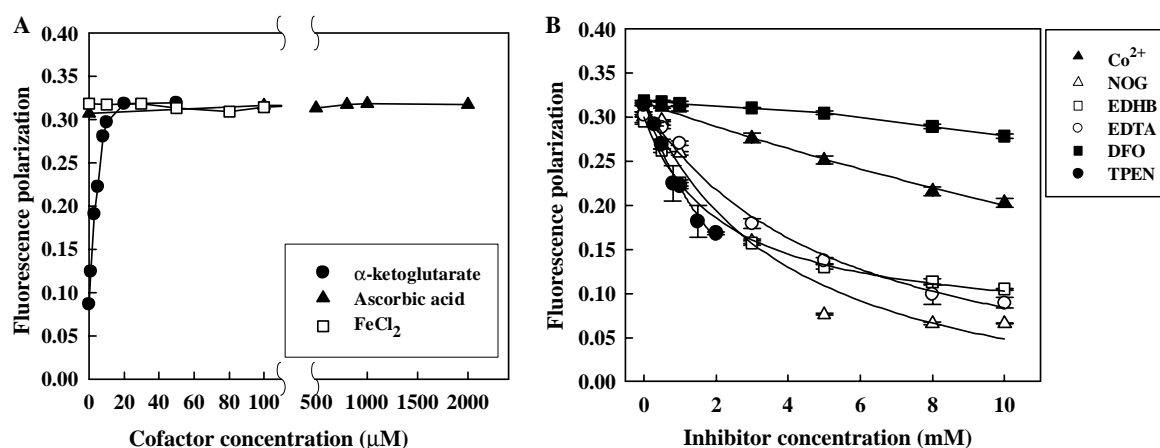 A
0.40
0.35
0.30
0.25
0.20
0.15
0.10
0.05
0.00
Fluorescence polarization
α-ketoglutarate
Ascorbic acid
FeCl2
0 20 40 60 80 100 500 1000 1500 2000
Cofactor concentration (μM)
B
0.40
0.35
0.30
0.25
0.20
0.15
0.10
0.05
0.00
Fluorescence polarization
0 2 4 6 8 10
Inhibitor concentration (mM)
Co2+
NOG
EDHB
EDTA
DFO
TPEN